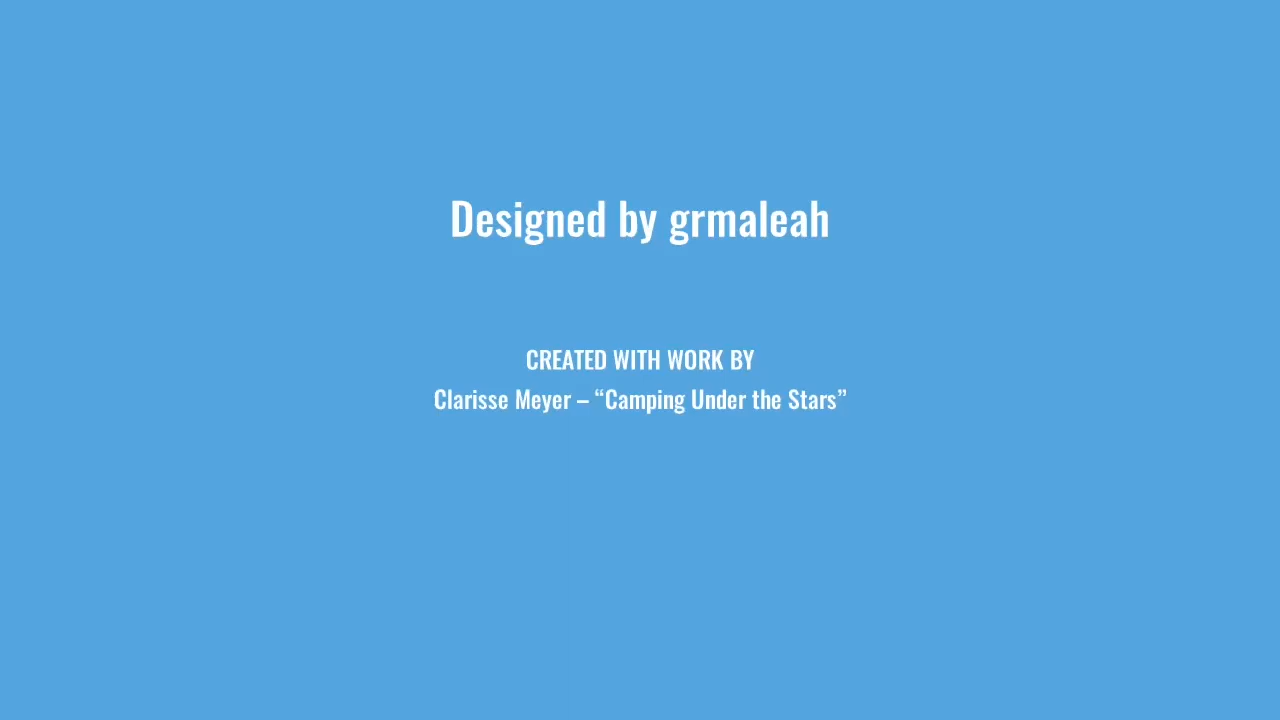 Designed by grmaleah
CREATED WITH WORK BY
Clarisse Meyer – “Camping Under the Stars”